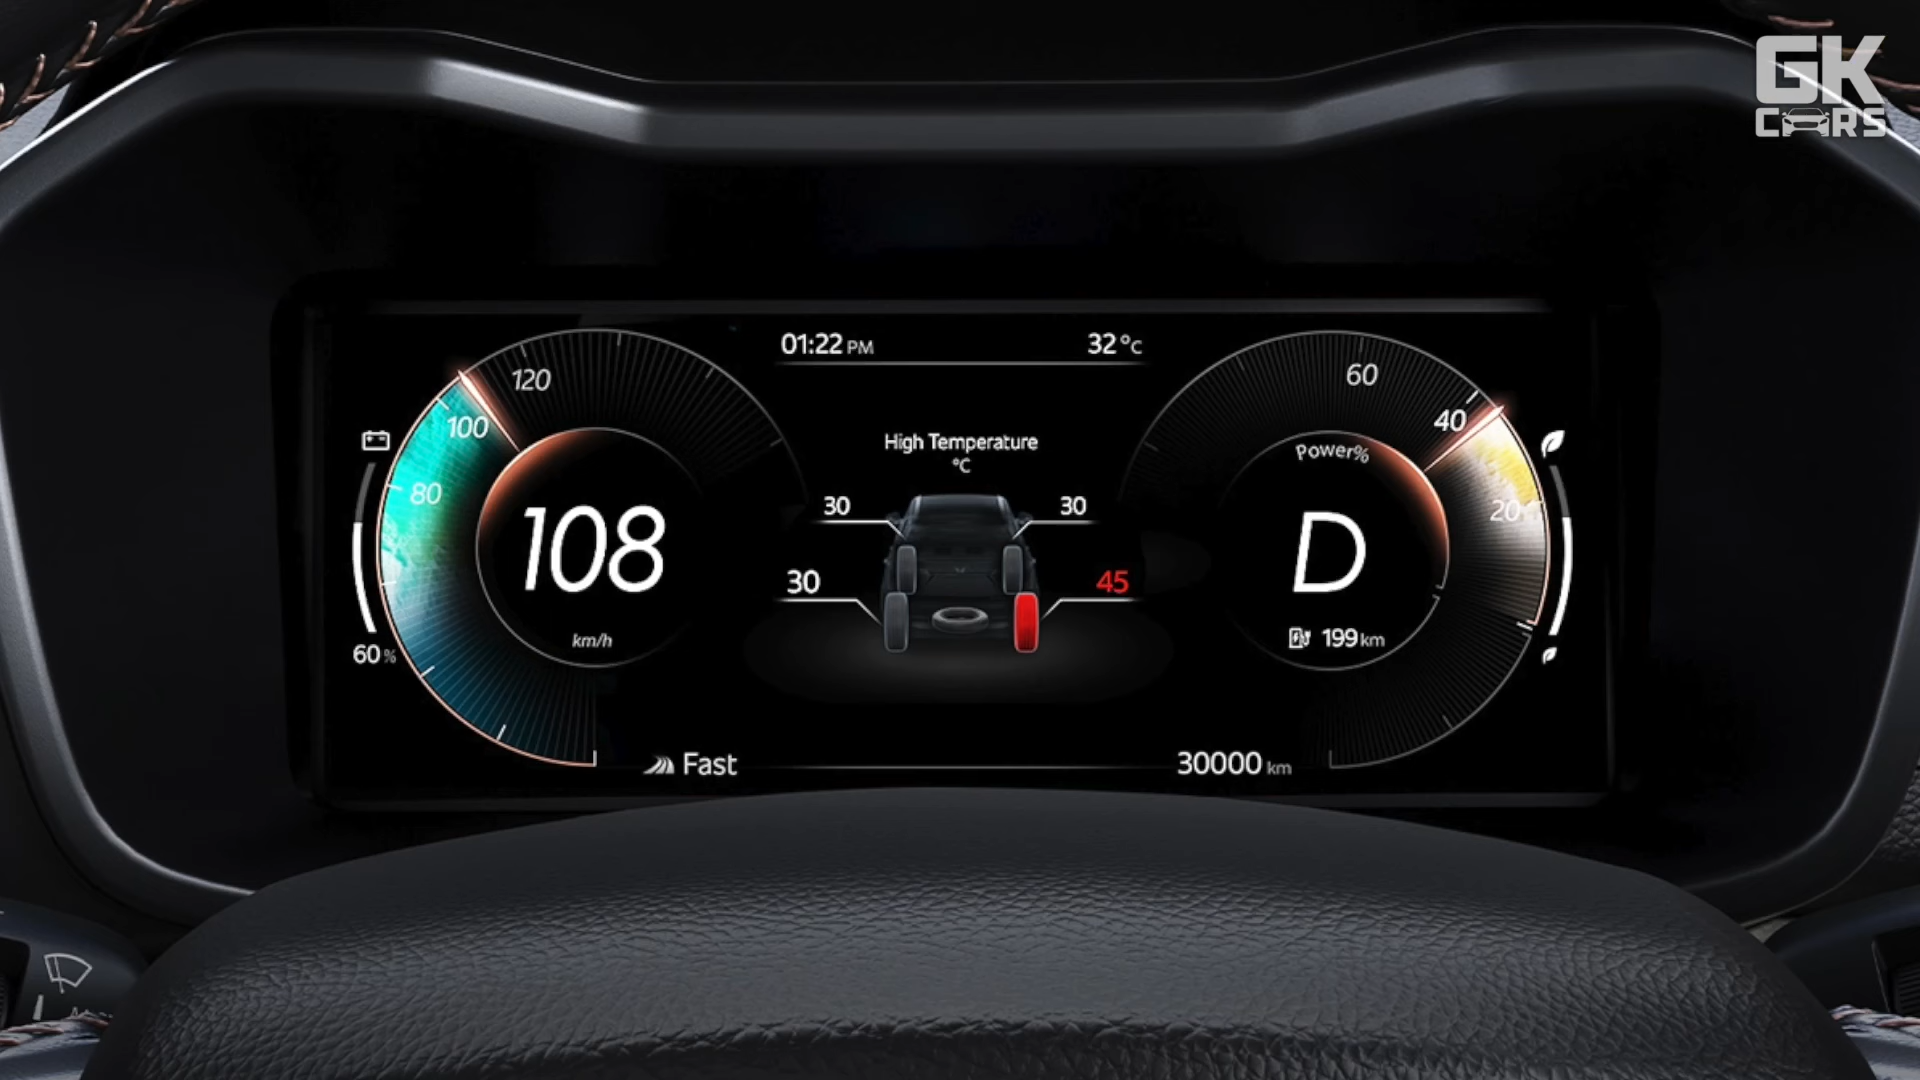 GK
CARS
01:22 PM
32°C
120
100
80
60%
108
km/h
High Temperature
°C
30
30
30
45
60
40
20
Power%
D
199 km
Fast
30000 km